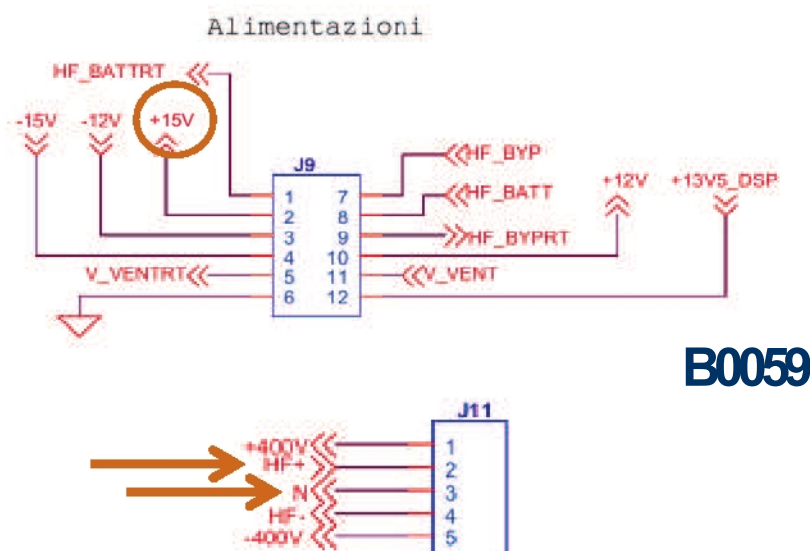 Alimentazioni
HF_BATTRT
-15V -12V +15V
J9
HF_BYP
+12V +13V5_DSP
1 7
HF_BATT
2 8
3 9
HF_BYPRT
4 10
V_VENTRT 5 11 V_VENT
6 12
B0059
J11
+400V 1
HF+ 2
N 3
HF- 4
-400V 5